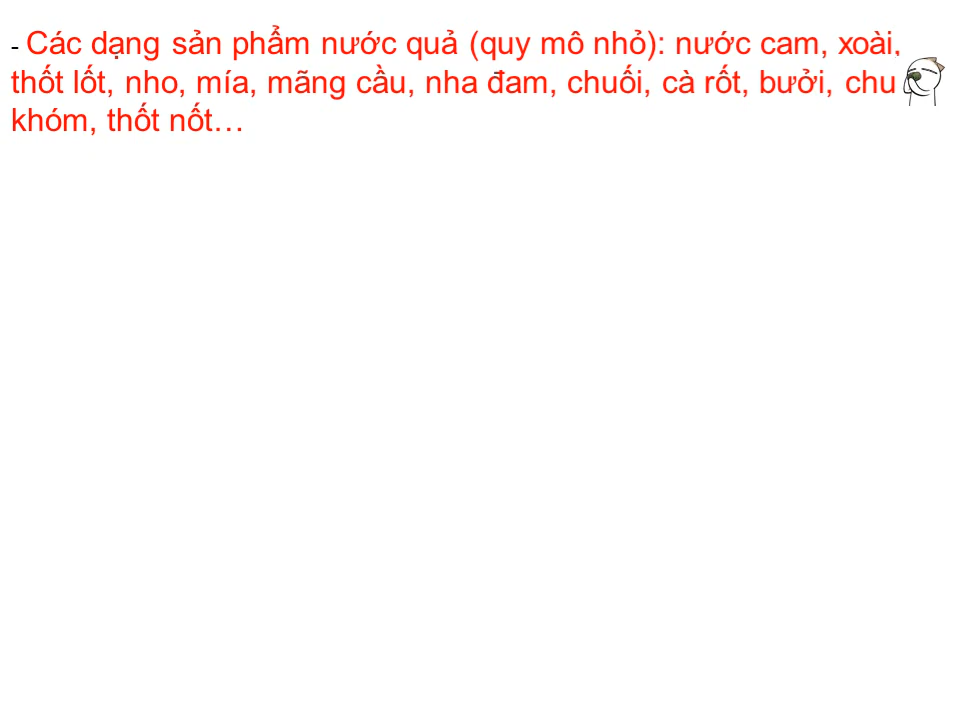 - Các dạng sản phẩm nước quả (quy mô nhỏ): nước cam, xoài,
thốt lốt, nho, mía, mãng cầu, nha đam, chuối, cà rốt, bưởi,
khóm, thốt nốt…